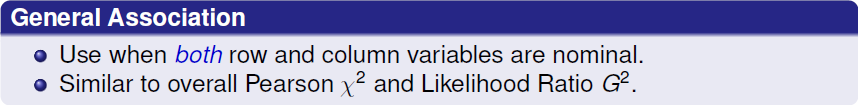 General Association
Use when both row and column variables are nominal.
Similar to overall Pearson χ² and Likelihood Ratio G².